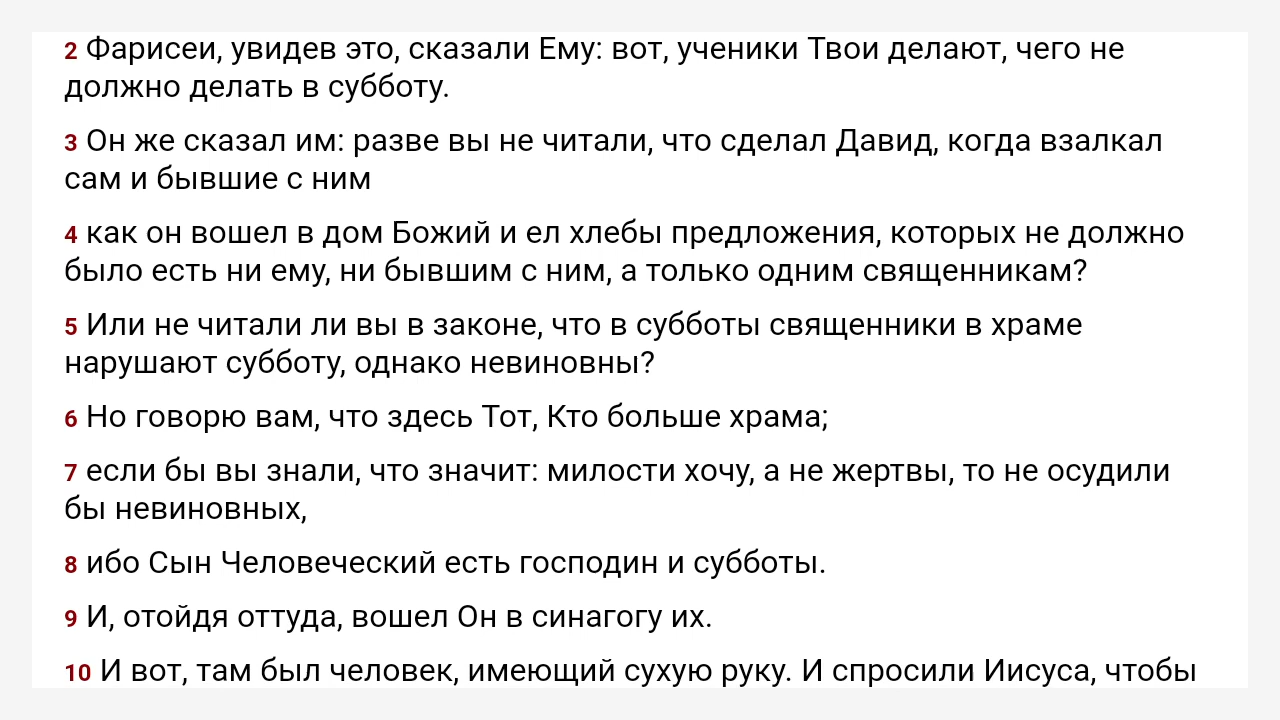 2 Фарисеи, увидев это, сказали Ему: вот, ученики Твои делают, чего не
должно делать в субботу.
3 Он же сказал им: разве вы не читали, что сделал Давид, когда взалкал
сам и бывшие с ним
4 как он вошел в дом Божий и ел хлебы предложения, которых не должно
было есть ни ему, ни бывшим с ним, а только одним священникам?
5 Или не читали ли вы в законе, что в субботы священники в храме
нарушают субботу, однако невиновны?
6 Но говорю вам, что здесь Тот, Кто больше храма;
7 если бы вы знали, что значит: милости хочу, а не жертвы, то не осудили
бы невиновных,
8 ибо Сын Человеческий есть господин и субботы.
9 И, отойдя оттуда, вошел Он в синагогу их.
10 И вот, там был человек, имеющий сухую руку. И спросили Иисуса, чтобы